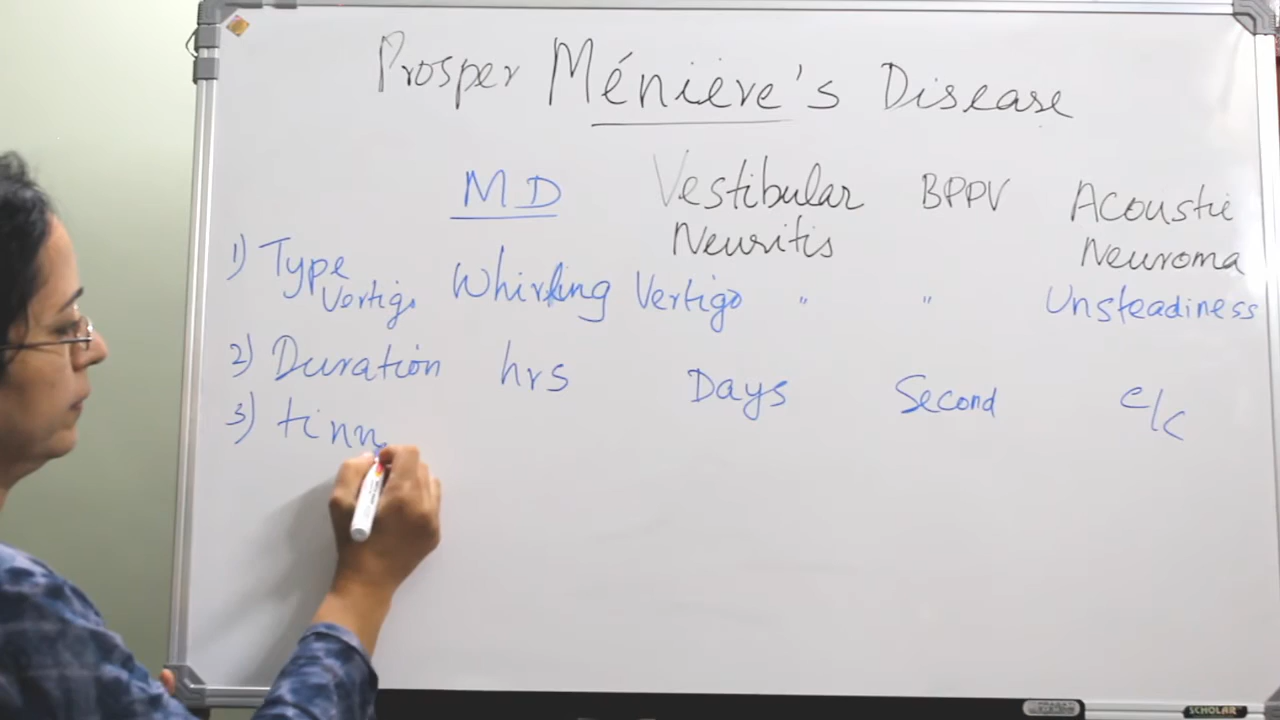 Prosper Ménière's Disease
MD Vestibular Neuritis BPPV Acoustic Neuroma
1) Type Vertigo Whirling Vertigo " " Unsteadiness
2) Duration hrs Days Second c/c
3) tinn
SCHOLAR